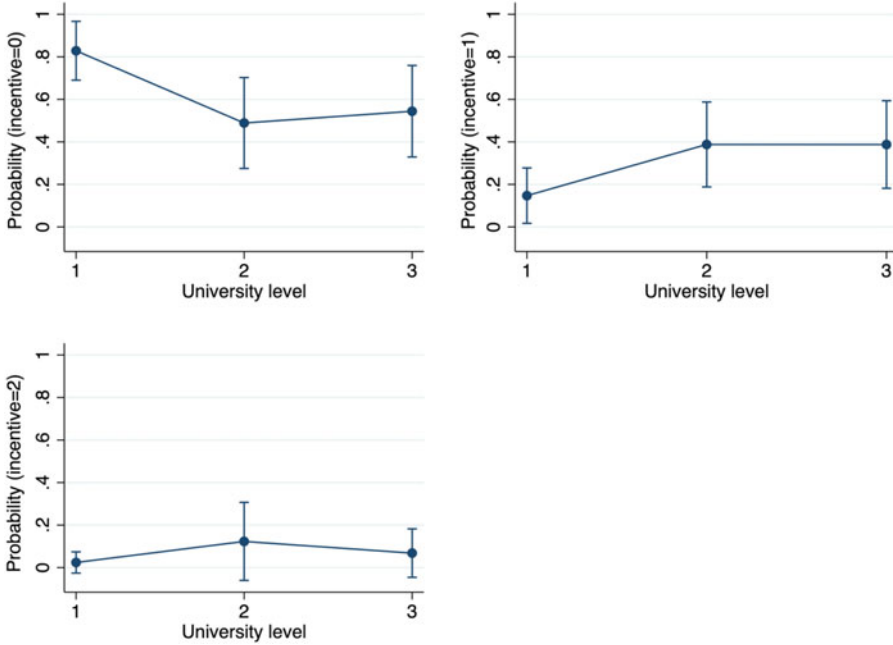 Probability (incentive=0)
1
.8
.6
.4
.2
0
1 2 3
University level
Probability (incentive=1)
1
.8
.6
.4
.2
0
1 2 3
University level
Probability (incentive=2)
1
.8
.6
.4
.2
0
1 2 3
University level